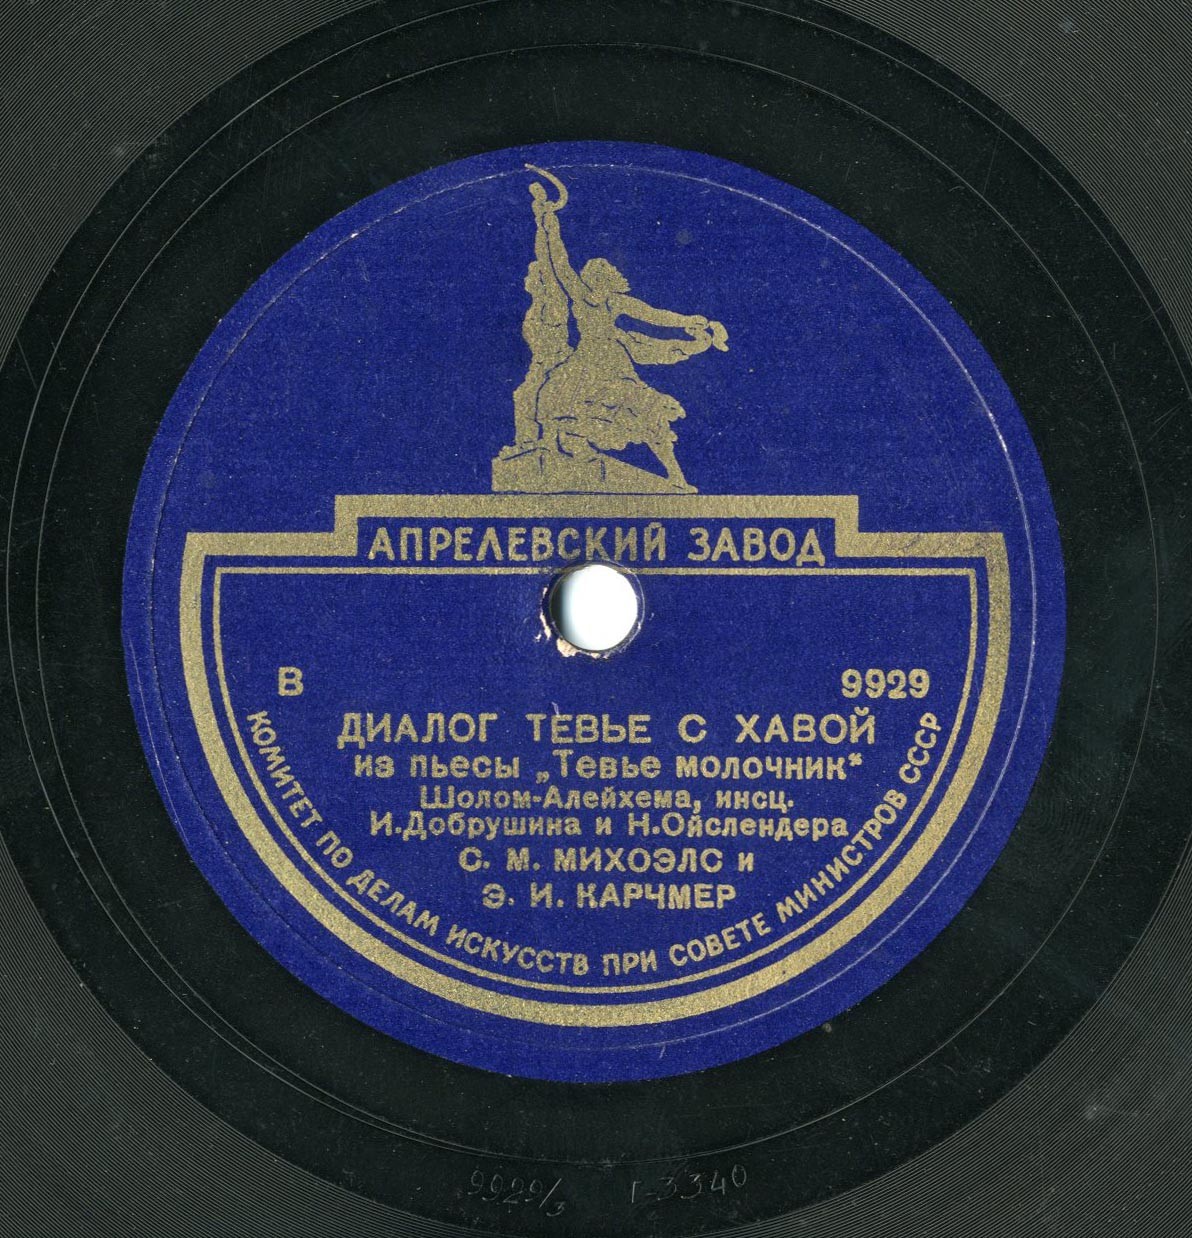 АПРЕЛЕВСКИЙ ЗАВОД
В 9929
ДИАЛОГ ТЕВЬЕ С ХАВОЙ
из пьесы „Тевье молочник“
Шолом-Алейхема, инсц.
И.Добрушина и Н.Ойслендера
С. М. МИХОЭЛС и
Э. И. КАРЧМЕР
КОМИТЕТ ПО ДЕЛАМ ИСКУССТВ ПРИ СОВЕТЕ МИНИСТРОВ СССР
9929/3 Г-3340